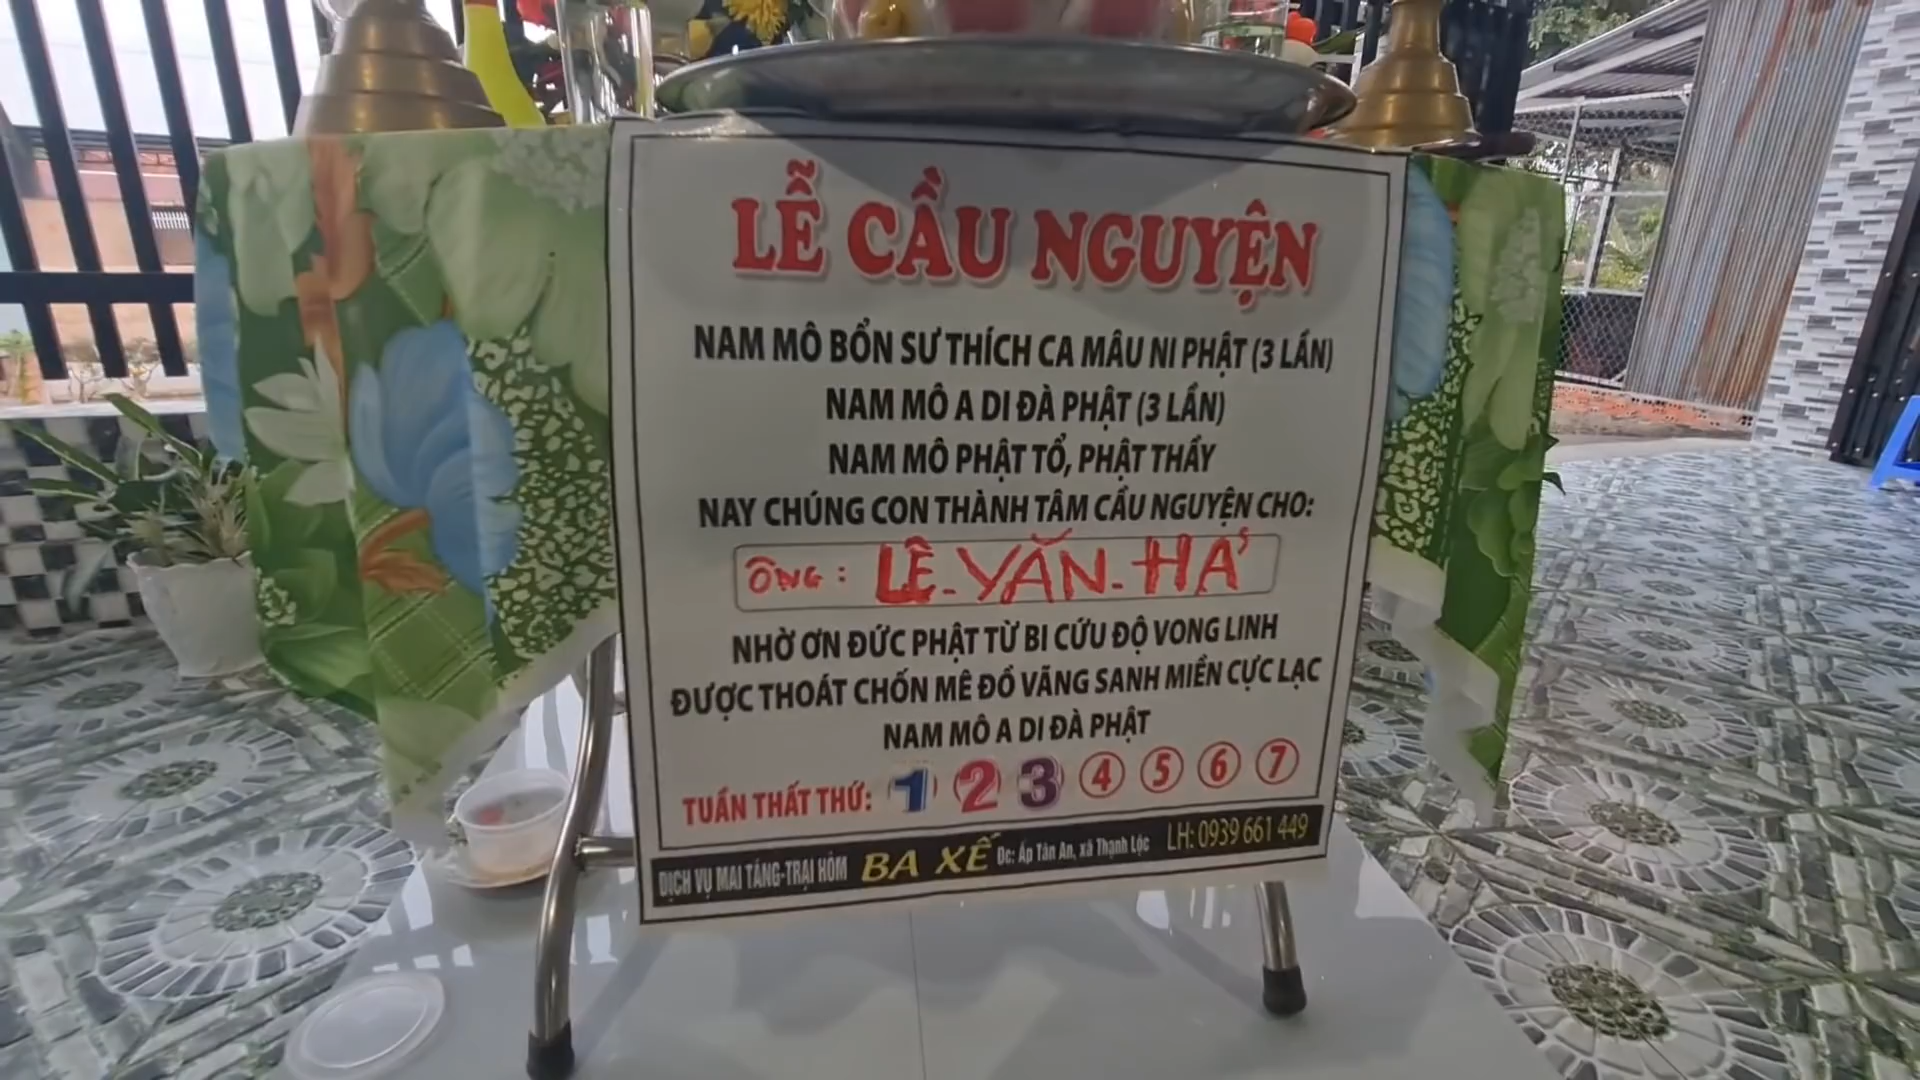 LỄ CẦU NGUYỆN
NAM MÔ BỔN SƯ THÍCH CA MÂU NI PHẬT (3 LẦN)
NAM MÔ A DI ĐÀ PHẬT (3 LẦN)
NAM MÔ PHẬT TỔ, PHẬT THẦY
NAY CHÚNG CON THÀNH TÂM CẦU NGUYỆN CHO:
ÔNG: LÊ-VĂN-HẢ
NHỜ ƠN ĐỨC PHẬT TỪ BI CỨU ĐỘ VONG LINH
ĐƯỢC THOÁT CHỐN MÊ ĐỒ VÃNG SANH MIỀN CỰC LẠC
NAM MÔ A DI ĐÀ PHẬT
TUẦN THẤT THỨ: 1 2 3 4 5 6 7
DỊCH VỤ MAI TÁNG-TRẠI HÒM BA XẾ Đc: Ấp Tân An, xã Thạnh Lộc LH: 0939 661 449